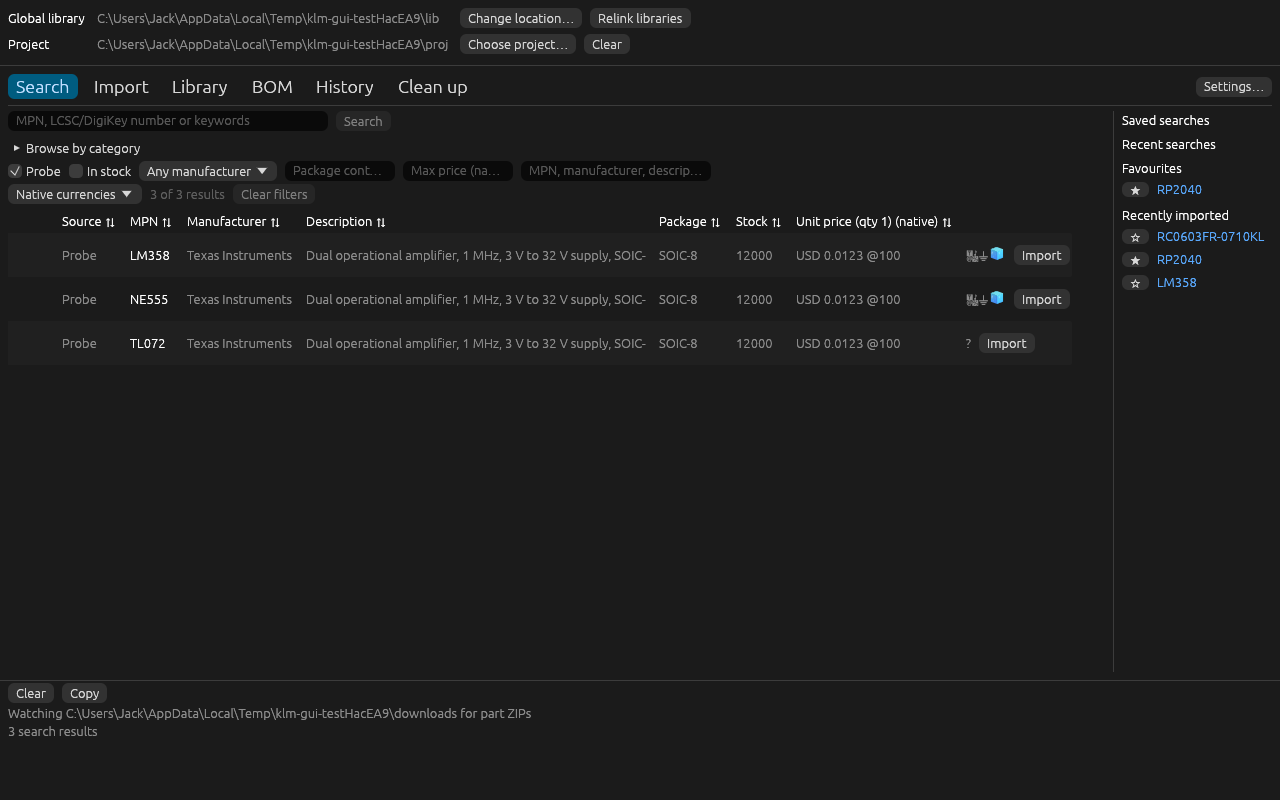 Global library C:\Users\Jack\AppData\Local\Temp\klm-gui-testHacEA9\lib Change location… Relink libraries
Project C:\Users\Jack\AppData\Local\Temp\klm-gui-testHacEA9\proj Choose project… Clear
Search Import Library BOM History Clean up Settings…
MPN, LCSC/DigiKey number or keywords Search
Browse by category
Probe In stock Any manufacturer Package cont… Max price (na… MPN, manufacturer, descrip…
Native currencies 3 of 3 results Clear filters
Source MPN Manufacturer Description Package Stock Unit price (qty 1) (native)
Probe LM358 Texas Instruments Dual operational amplifier, 1 MHz, 3 V to 32 V supply, SOIC- SOIC-8 12000 USD 0.0123 @100 Import
Probe NE555 Texas Instruments Dual operational amplifier, 1 MHz, 3 V to 32 V supply, SOIC- SOIC-8 12000 USD 0.0123 @100 Import
Probe TL072 Texas Instruments Dual operational amplifier, 1 MHz, 3 V to 32 V supply, SOIC- SOIC-8 12000 USD 0.0123 @100 ? Import
Saved searches
Recent searches
Favourites
RP2040
Recently imported
RC0603FR-0710KL
RP2040
LM358
Clear Copy
Watching C:\Users\Jack\AppData\Local\Temp\klm-gui-testHacEA9\downloads for part ZIPs
3 search results